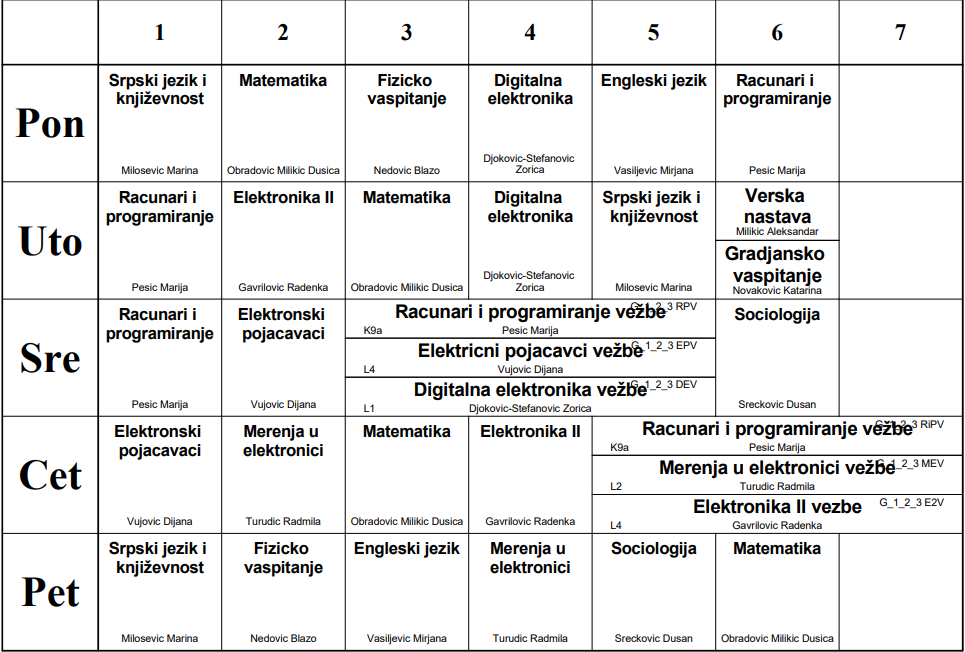 1 2 3 4 5 6 7
Pon
Srpski jezik i
književnost
Milosevic Marina
Matematika
Obradovic Milikic Dusica
Fizicko
vaspitanje
Nedovic Blazo
Digitalna
elektronika
Djokovic-Stefanovic
Zorica
Engleski jezik
Vasiljevic Mirjana
Racunari i
programiranje
Pesic Marija
Uto
Racunari i
programiranje
Pesic Marija
Elektronika II
Gavrilovic Radenka
Matematika
Obradovic Milikic Dusica
Digitalna
elektronika
Djokovic-Stefanovic
Zorica
Srpski jezik i
književnost
Milosevic Marina
Verska
nastava
Milikic Aleksandar
Gradjansko
vaspitanje
Novakovic Katarina
Sre
Racunari i
programiranje
Pesic Marija
Elektronski
pojacavaci
Vujovic Dijana
Racunari i programiranje vežbe G_1_2_3 RPV
K9a Pesic Marija
Elektricni pojacavci vežbe G_1_2_3 EPV
L4 Vujovic Dijana
Digitalna elektronika vežbe G_1_2_3 DEV
L1 Djokovic-Stefanovic Zorica
Sociologija
Sreckovic Dusan
Cet
Elektronski
pojacavaci
Vujovic Dijana
Merenja u
elektronici
Turudic Radmila
Matematika
Obradovic Milikic Dusica
Elektronika II
Gavrilovic Radenka
Racunari i programiranje vežbe G_1_2_3 RiPV
K9a Pesic Marija
Merenja u elektronici vežbe G_1_2_3 MEV
L2 Turudic Radmila
Elektronika II vezbe G_1_2_3 E2V
L4 Gavrilovic Radenka
Pet
Srpski jezik i
književnost
Milosevic Marina
Fizicko
vaspitanje
Nedovic Blazo
Engleski jezik
Vasiljevic Mirjana
Merenja u
elektronici
Turudic Radmila
Sociologija
Sreckovic Dusan
Matematika
Obradovic Milikic Dusica